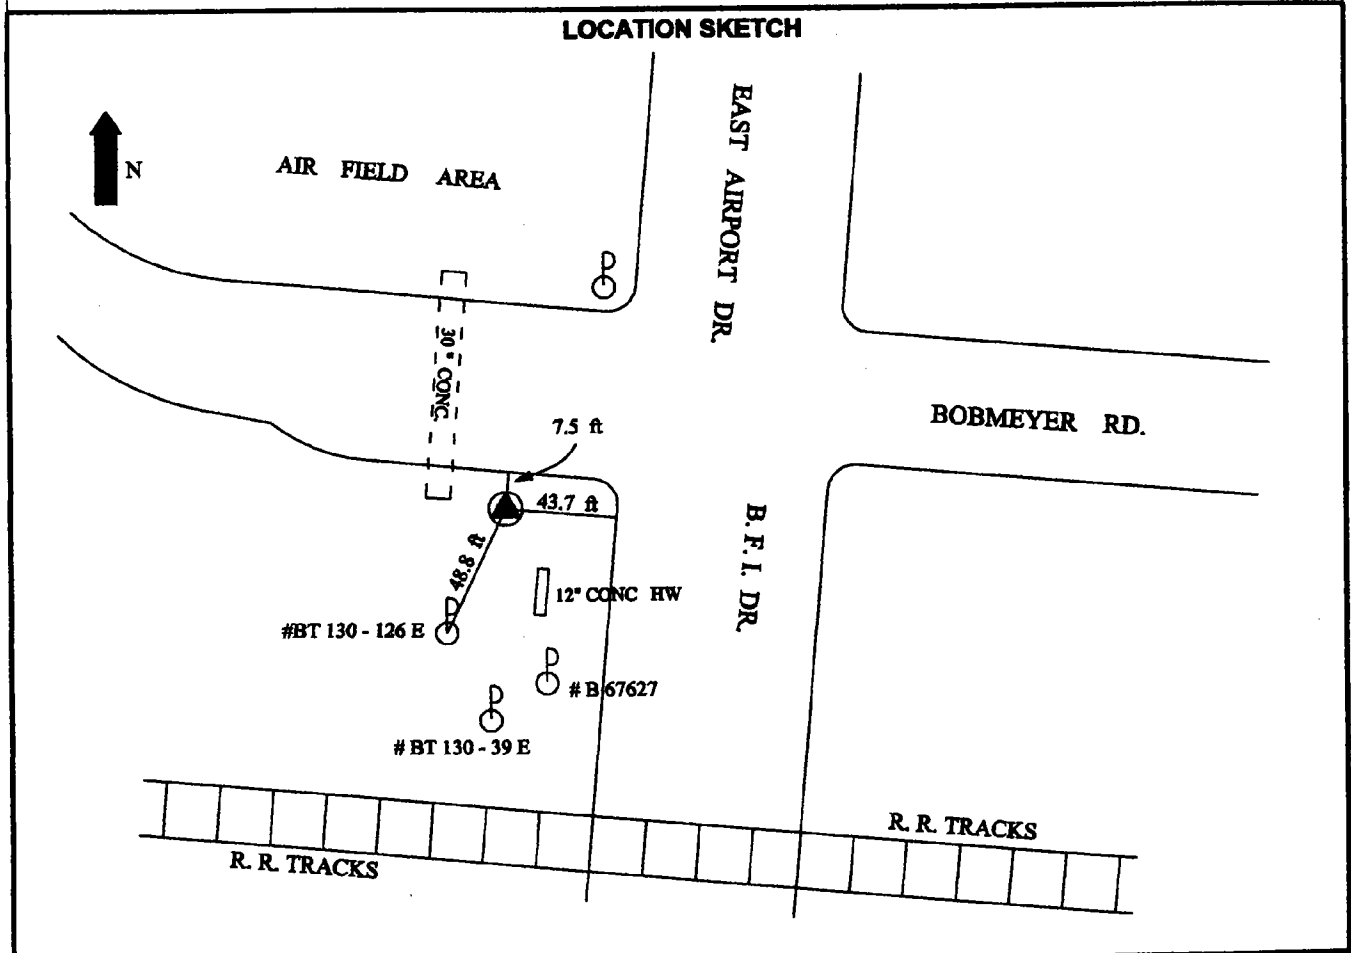 LOCATION SKETCH
N
AIR FIELD AREA
EAST AIRPORT DR.
30" CONC.
BOBMEYER RD.
7.5 ft
43.7 ft
48.8 ft
B. F. I. DR.
12" CONC HW
#BT 130 - 126 E
# B 67627
# BT 130 - 39 E
R. R. TRACKS
R. R. TRACKS